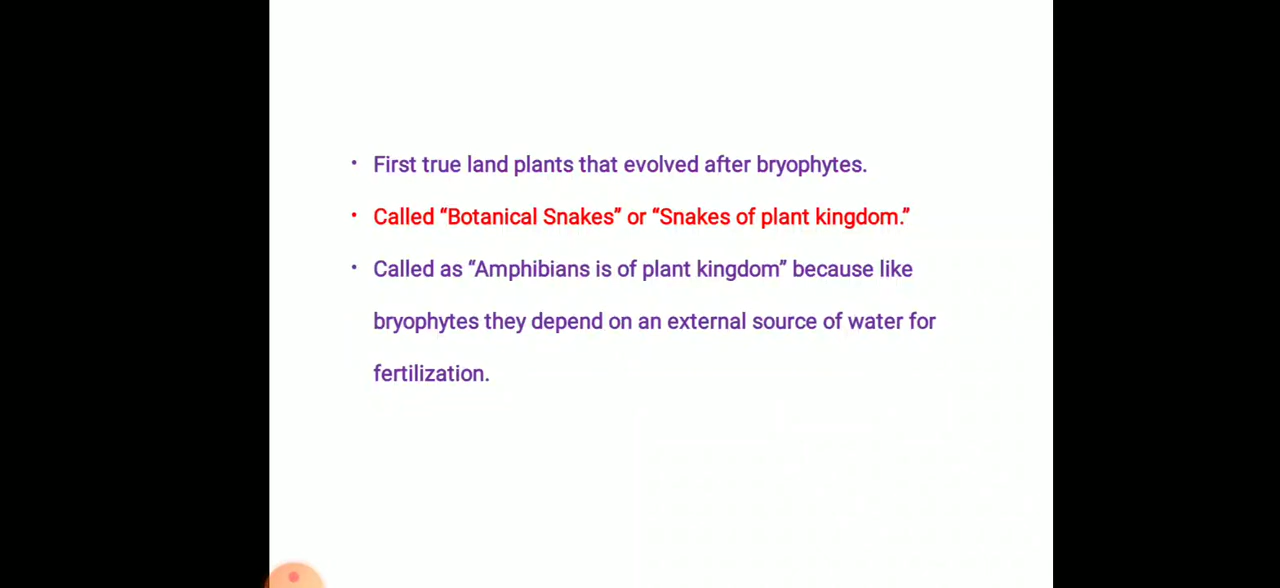 • First true land plants that evolved after bryophytes.
• Called “Botanical Snakes” or “Snakes of plant kingdom.”
• Called as “Amphibians is of plant kingdom” because like
bryophytes they depend on an external source of water for
fertilization.